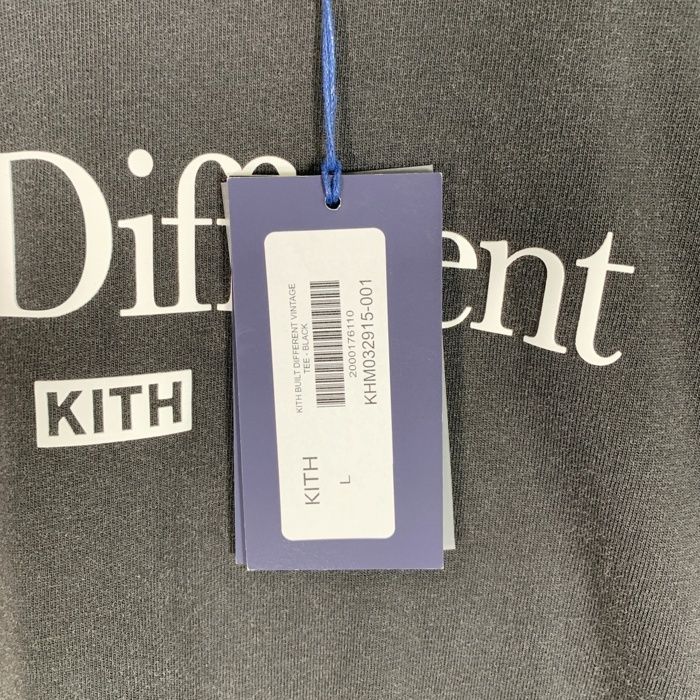 Diff ent
KITH
KITH BUILT DIFFERENT VINTAGE
TEE - BLACK
2000176110
KHM032915-001
KITH
L